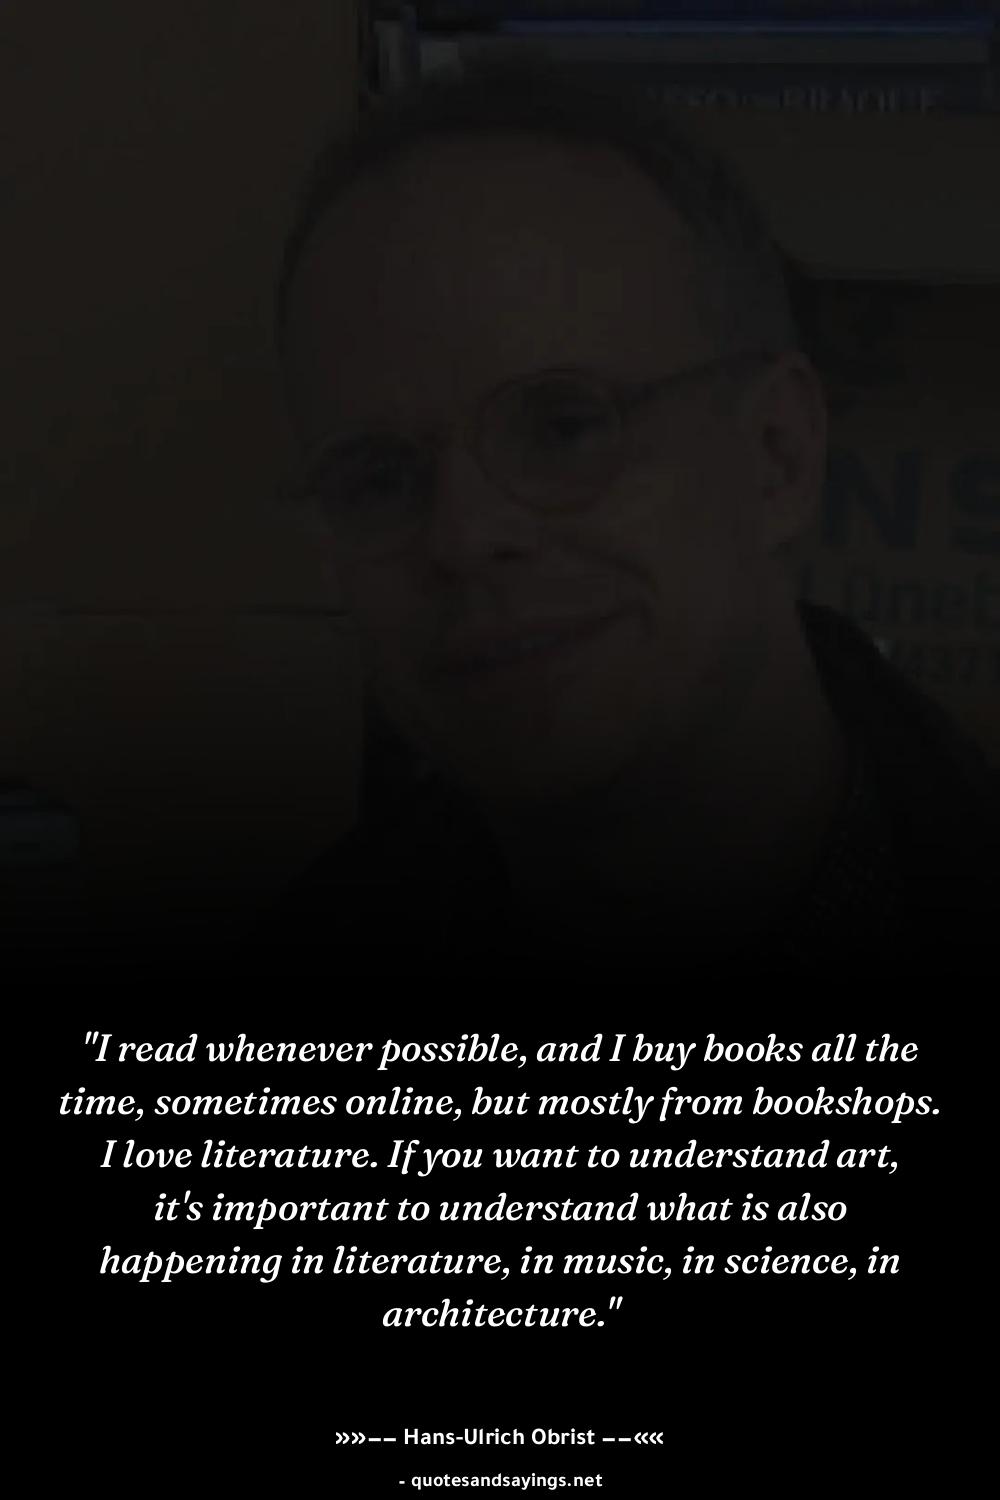 "I read whenever possible, and I buy books all the
time, sometimes online, but mostly from bookshops.
I love literature. If you want to understand art,
it's important to understand what is also
happening in literature, in music, in science, in
architecture."
»»−− Hans-Ulrich Obrist −−««
- quotesandsayings.net